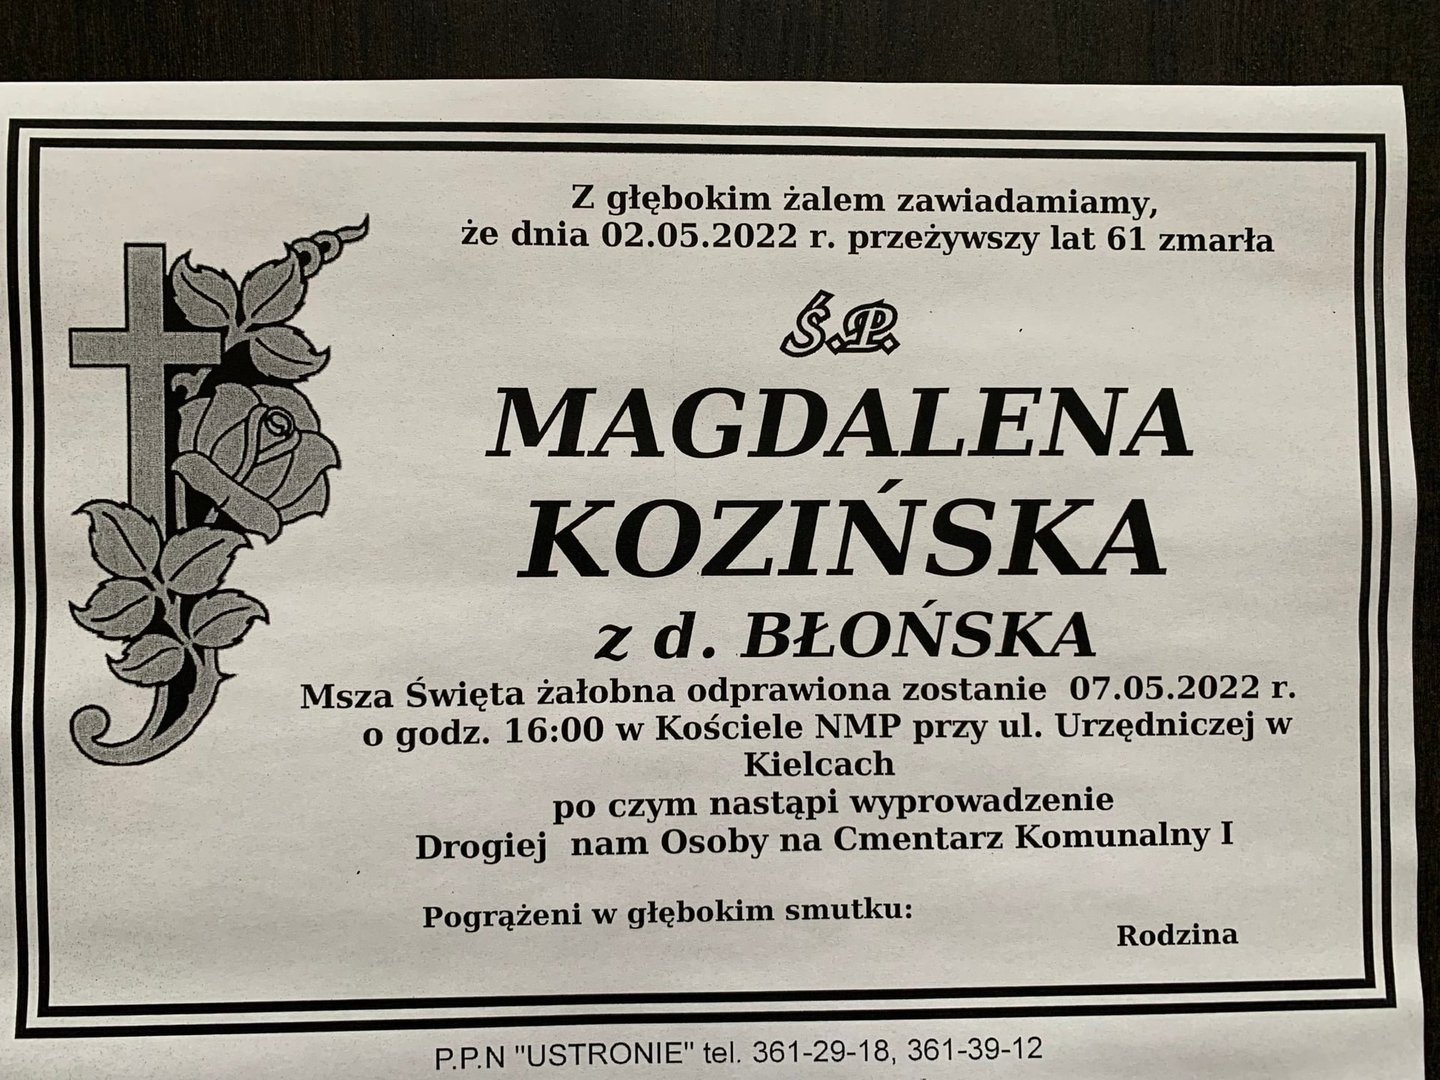 Z głębokim żalem zawiadamiamy,
że dnia 02.05.2022 r. przeżywszy lat 61 zmarła
Ś.P.
MAGDALENA
KOZIŃSKA
z d. BŁOŃSKA
Msza Święta żałobna odprawiona zostanie 07.05.2022 r.
o godz. 16:00 w Kościele NMP przy ul. Urzędniczej w
Kielcach
po czym nastąpi wyprowadzenie
Drogiej nam Osoby na Cmentarz Komunalny I
Pogrążeni w głębokim smutku:
Rodzina
P.P.N "USTRONIE" tel. 361-29-18, 361-39-12